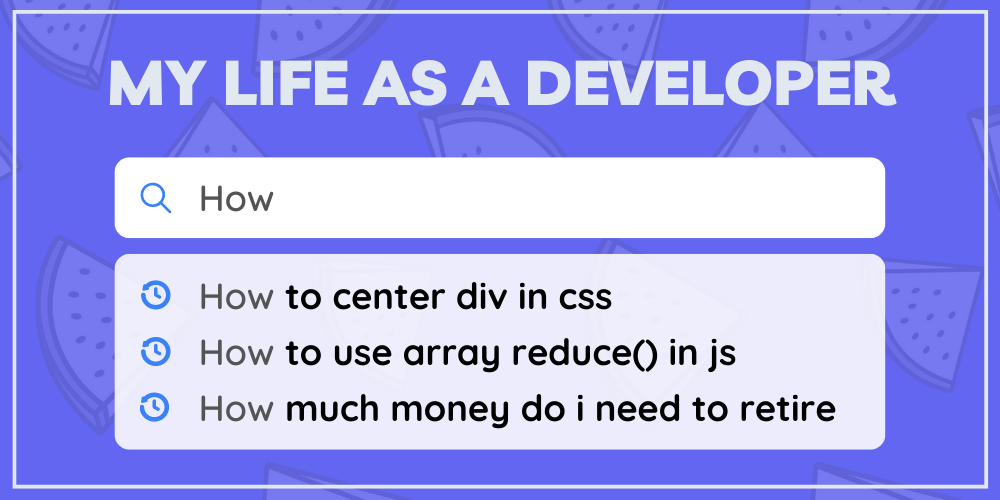 MY LIFE AS A DEVELOPER
How
How to center div in css
How to use array reduce() in js
How much money do i need to retire